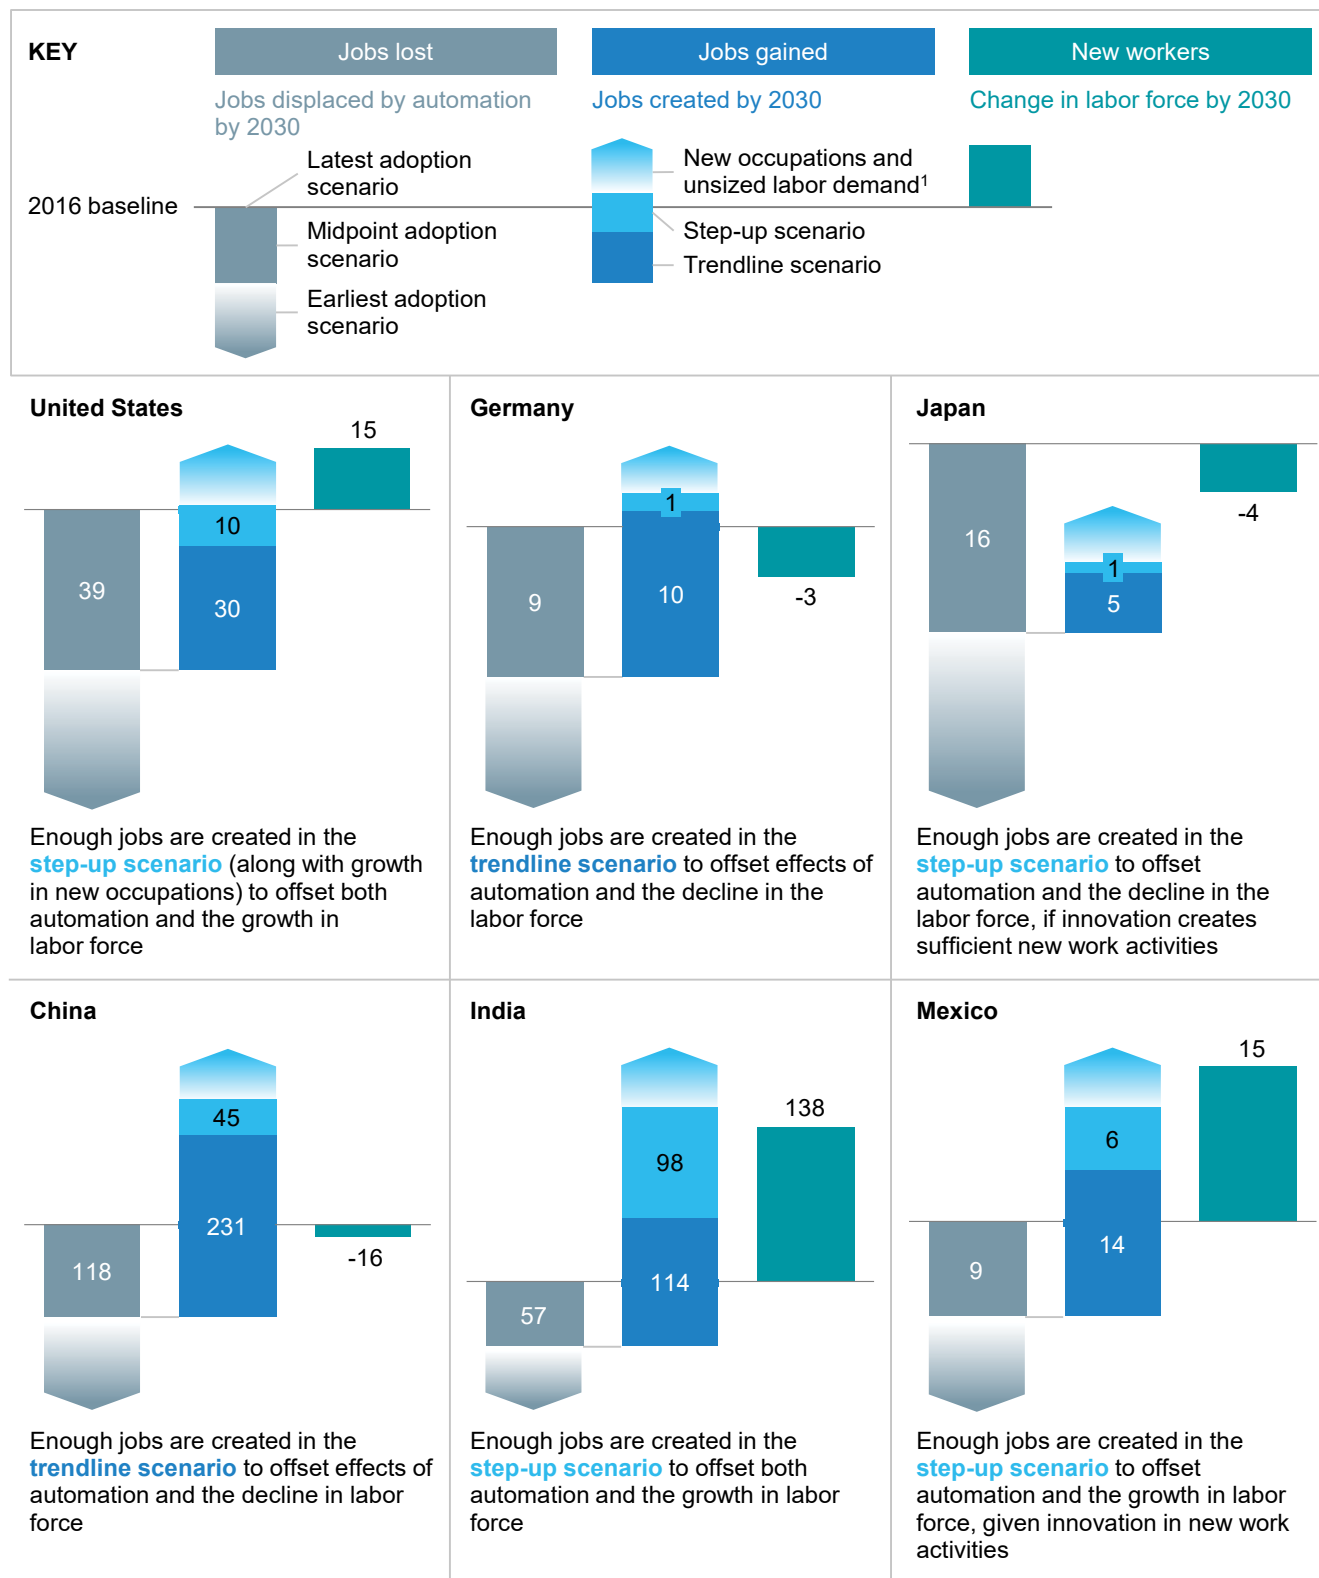 KEY
Jobs lost
Jobs gained
New workers
Jobs displaced by automation
by 2030
Jobs created by 2030
Change in labor force by 2030
2016 baseline
Latest adoption
scenario
Midpoint adoption
scenario
Earliest adoption
scenario
New occupations and
unsized labor demand¹
Step-up scenario
Trendline scenario
United States
15
10
39
30
Enough jobs are created in the
step-up scenario (along with growth
in new occupations) to offset both
automation and the growth in
labor force
Germany
1
9
10
-3
Enough jobs are created in the
trendline scenario to offset effects of
automation and the decline in the
labor force
Japan
16
1
5
-4
Enough jobs are created in the
step-up scenario to offset
automation and the decline in the
labor force, if innovation creates
sufficient new work activities
China
45
231
118
-16
Enough jobs are created in the
trendline scenario to offset effects of
automation and the decline in labor
force
India
138
98
114
57
Enough jobs are created in the
step-up scenario to offset both
automation and the growth in labor
force
Mexico
15
6
14
9
Enough jobs are created in the
step-up scenario to offset
automation and the growth in labor
force, given innovation in new work
activities